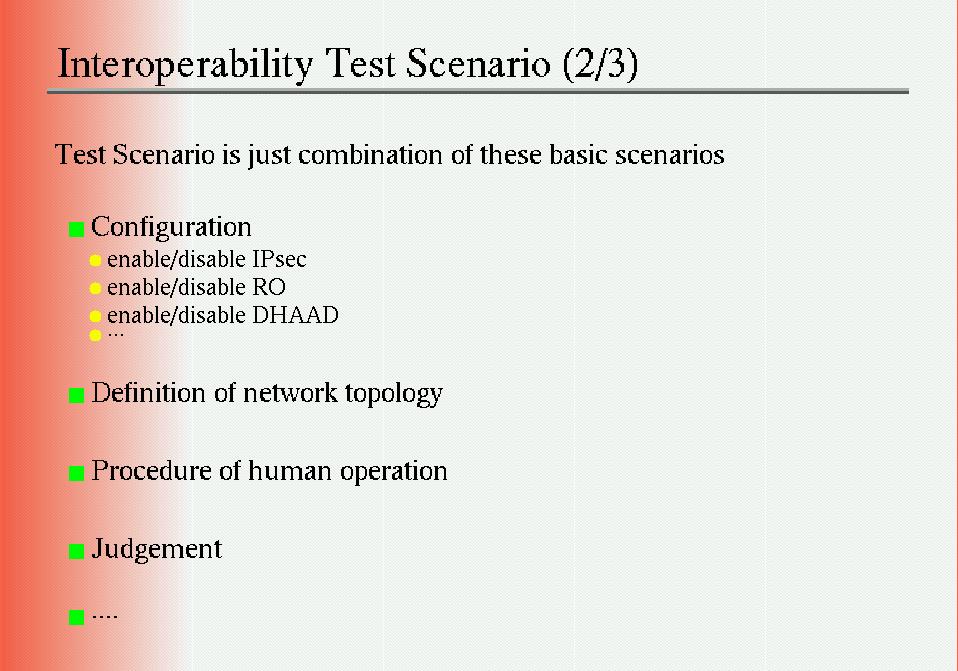 Interoperability Test Scenario (2/3)
Test Scenario is just combination of these basic scenarios
Configuration
enable/disable IPsec
enable/disable RO
enable/disable DHAAD
...
Definition of network topology
Procedure of human operation
Judgement
....